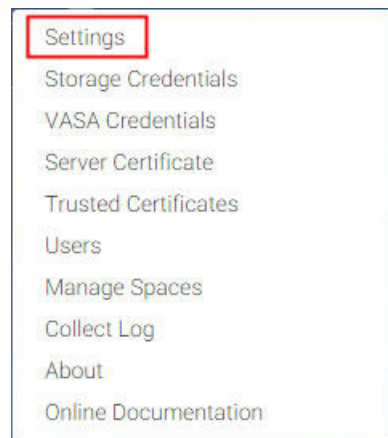 Settings
Storage Credentials
VASA Credentials
Server Certificate
Trusted Certificates
Users
Manage Spaces
Collect Log
About
Online Documentation